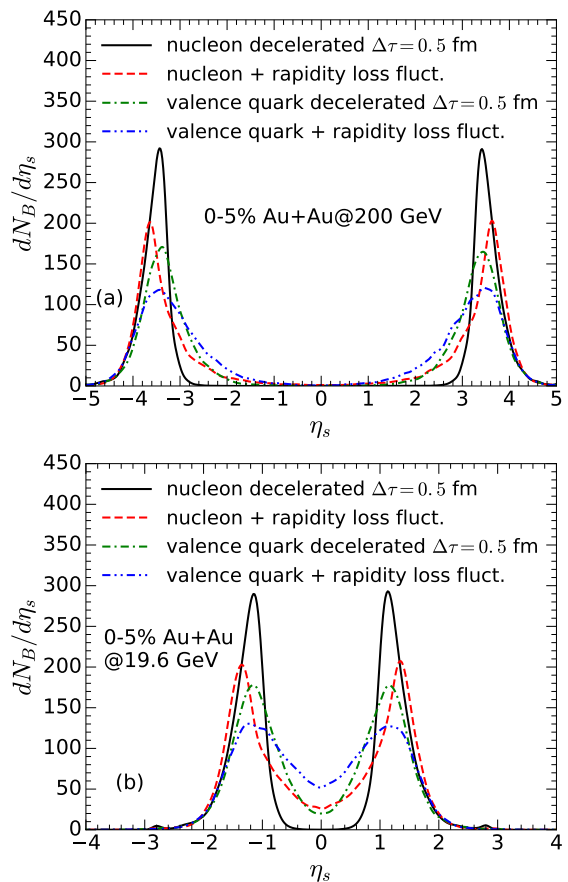 450
400
350
300
250
200
150
100
50
0
dN_B/dη_s
nucleon decelerated Δτ = 0.5 fm
nucleon + rapidity loss fluct.
valence quark decelerated Δτ = 0.5 fm
valence quark + rapidity loss fluct.
0-5% Au+Au@200 GeV
(a)
−5 −4 −3 −2 −1 0 1 2 3 4 5
η_s
450
400
350
300
250
200
150
100
50
0
dN_B/dη_s
nucleon decelerated Δτ = 0.5 fm
nucleon + rapidity loss fluct.
valence quark decelerated Δτ = 0.5 fm
valence quark + rapidity loss fluct.
0-5% Au+Au
@19.6 GeV
(b)
−4 −3 −2 −1 0 1 2 3 4
η_s